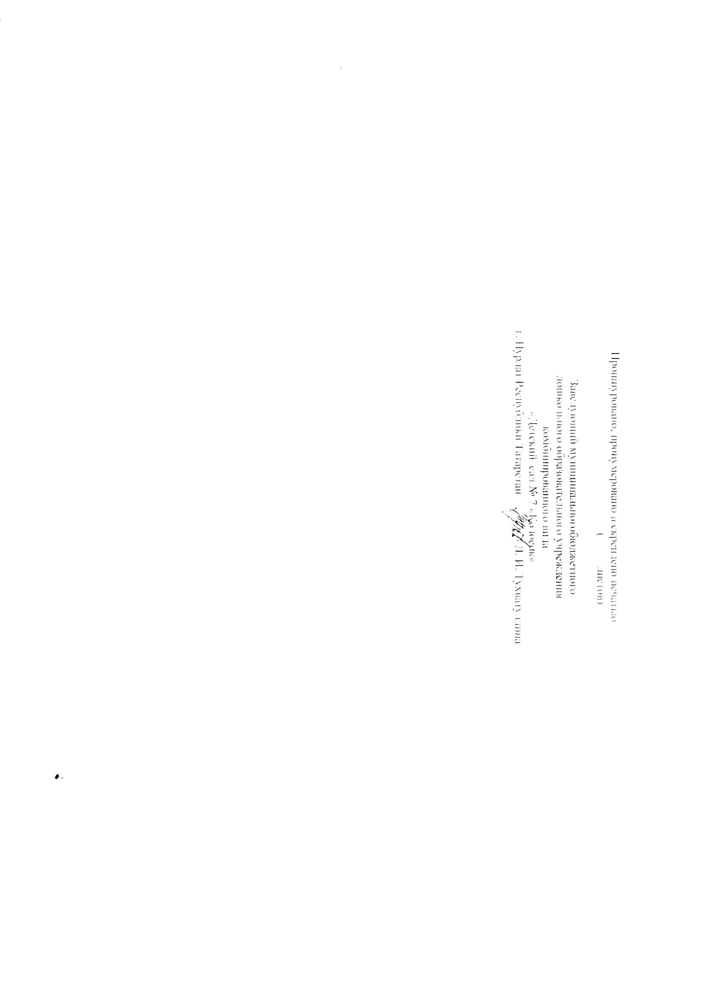 Прошнуровано, пронумеровано и скреплено печатью
( листов)
Заведующий муниципального бюджетного
дошкольного образовательного учреждения
комбинированного вида
«Детский сад № 7 «Колосок»
г. Нурлат Республики Татарстан Л. И. Тухватуллина